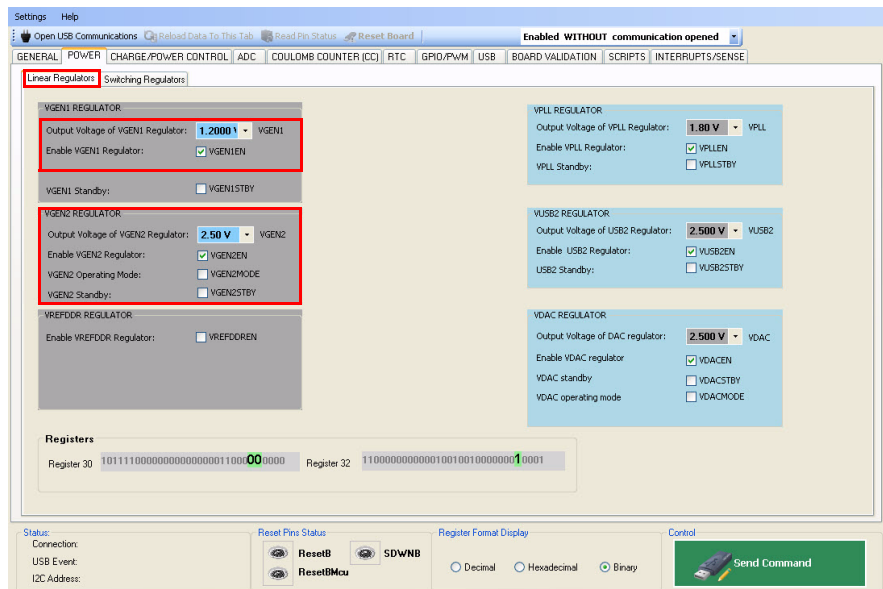 Settings Help
Open USB Communications Reload Data To This Tab Read Pin Status Reset Board Enabled WITHOUT communication opened
GENERAL POWER CHARGE/POWER CONTROL ADC COULOMB COUNTER (CC) RTC GPIO/PWM USB BOARD VALIDATION SCRIPTS INTERRUPTS/SENSE
Linear Regulators Switching Regulators
VGEN1 REGULATOR
Output Voltage of VGEN1 Regulator: 1.2000 VGEN1
Enable VGEN1 Regulator: VGEN1EN
VGEN1 Standby: VGEN1STBY
VGEN2 REGULATOR
Output Voltage of VGEN2 Regulator: 2.50 V VGEN2
Enable VGEN2 Regulator: VGEN2EN
VGEN2 Operating Mode: VGEN2MODE
VGEN2 Standby: VGEN2STBY
VREFDDR REGULATOR
Enable VREFDDR Regulator: VREFDDREN
VPLL REGULATOR
Output Voltage of VPLL Regulator: 1.80 V VPLL
Enable VPLL Regulator: VPLLEN
VPLL Standby: VPLLSTBY
VUSB2 REGULATOR
Output Voltage of USB2 Regulator: 2.500 V VUSB2
Enable USB2 Regulator: VUSB2EN
USB2 Standby: VUSB2STBY
VDAC REGULATOR
Output Voltage of DAC regulator: 2.500 V VDAC
Enable VDAC regulator VDACEN
VDAC standby VDACSTBY
VDAC operating mode VDACMODE
Registers
Register 30 Register 32
Status:
Connection:
USB Event:
I2C Address:
Reset Pins Status
ResetB SDWNB
ResetBMcu
Register Format Display
Decimal Hexadecimal Binary
Control
Send Command